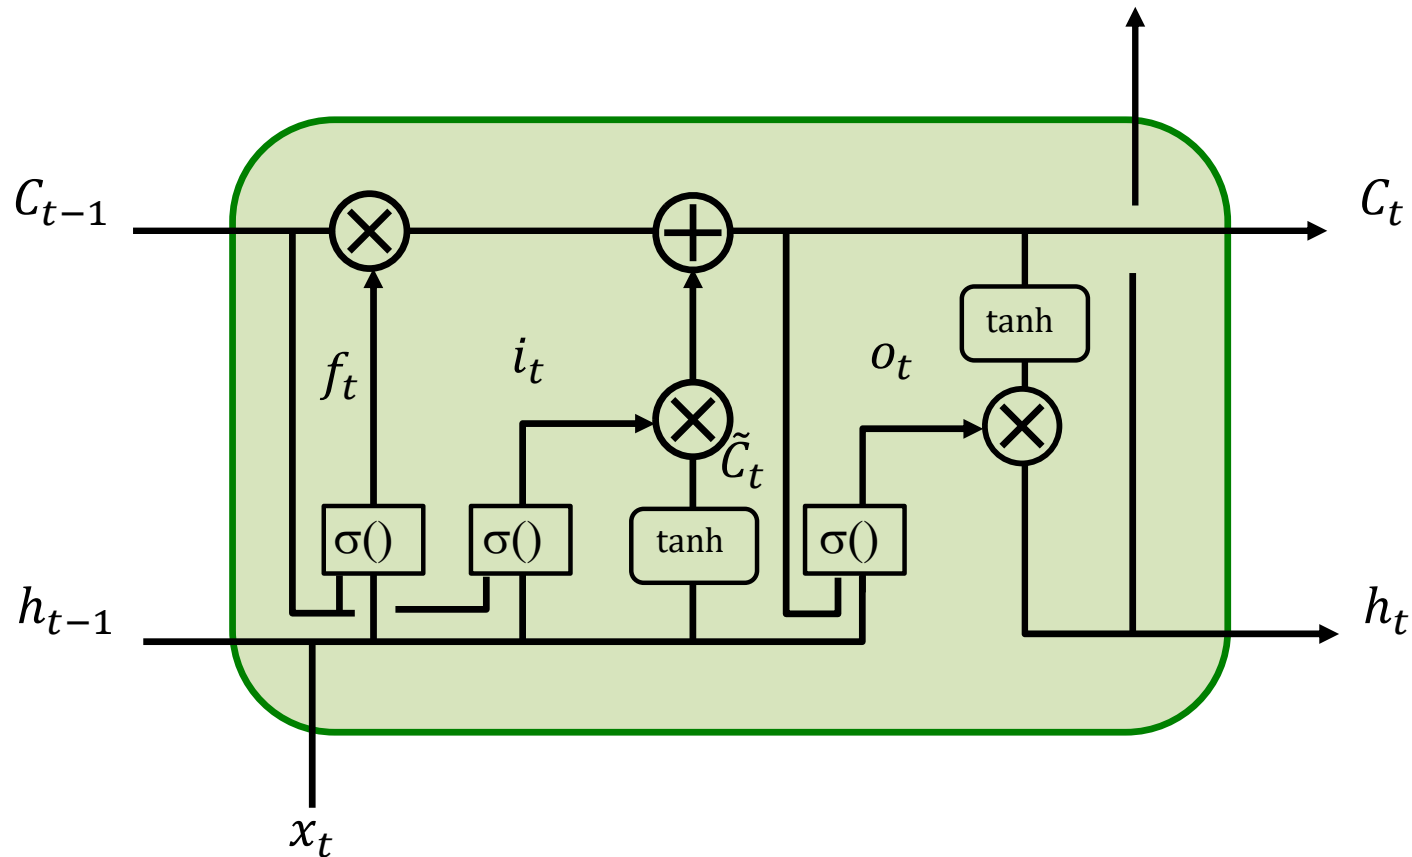 C_{t−1}
C_t
tanh
f_t
i_t
o_t
C̃_t
σ()
σ()
tanh
σ()
h_{t−1}
h_t
x_t